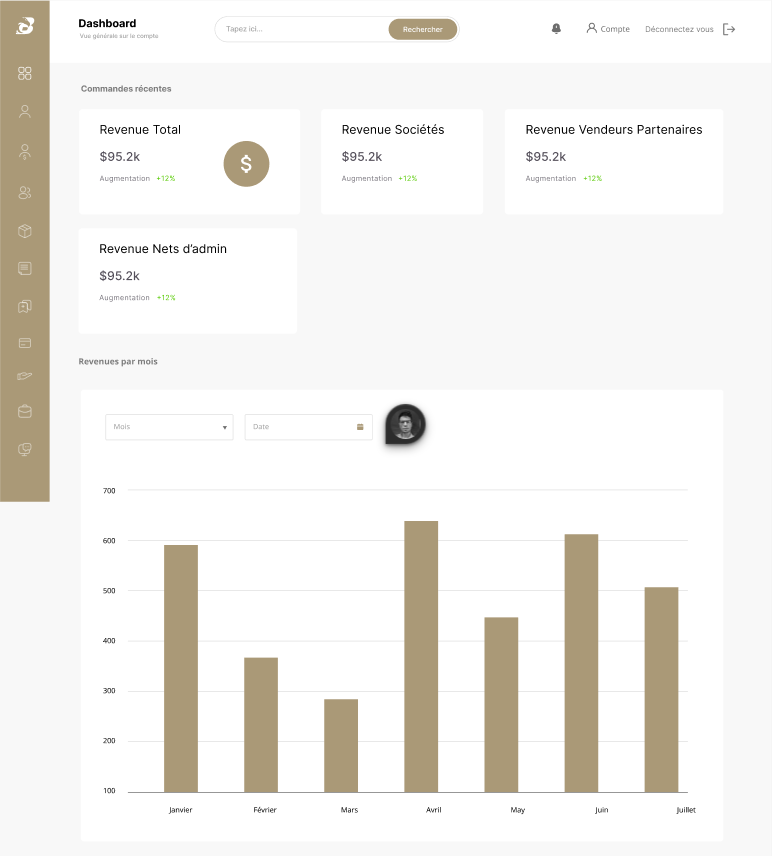 Dashboard
Vue générale sur le compte
Tapez ici...
Rechercher
Compte
Déconnectez vous
Commandes récentes
Revenue Total
$95.2k
Augmentation +12%
$
Revenue Sociétés
$95.2k
Augmentation +12%
Revenue Vendeurs Partenaires
$95.2k
Augmentation +12%
Revenue Nets d’admin
$95.2k
Augmentation +12%
Revenues par mois
Mois
Date
700
600
500
400
300
200
100
Janvier Février Mars Avril May Juin Juillet